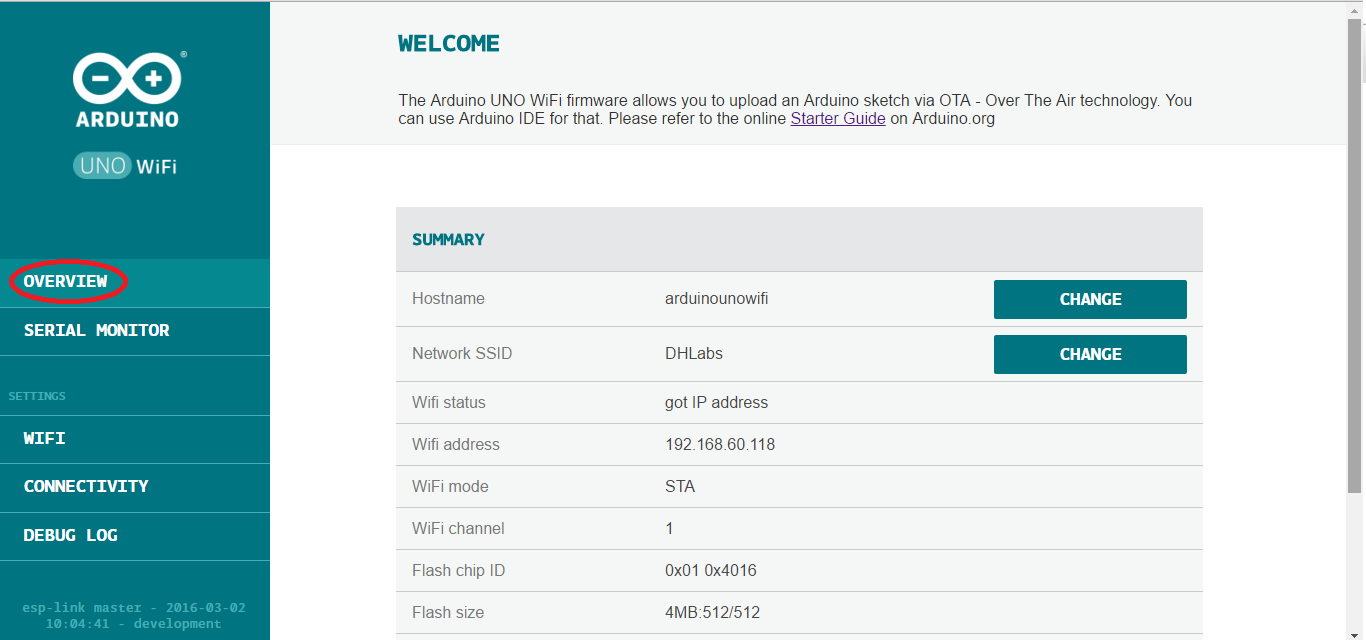 ARDUINO
UNO WiFi
OVERVIEW
SERIAL MONITOR
SETTINGS
WIFI
CONNECTIVITY
DEBUG LOG
esp-link master - 2016-03-02
10:04:41 - development
WELCOME
The Arduino UNO WiFi firmware allows you to upload an Arduino sketch via OTA - Over The Air technology. You
can use Arduino IDE for that. Please refer to the online Starter Guide on Arduino.org
SUMMARY
Hostname arduinounowifi CHANGE
Network SSID DHLabs CHANGE
Wifi status got IP address
Wifi address 192.168.60.118
WiFi mode STA
WiFi channel 1
Flash chip ID 0x01 0x4016
Flash size 4MB:512/512